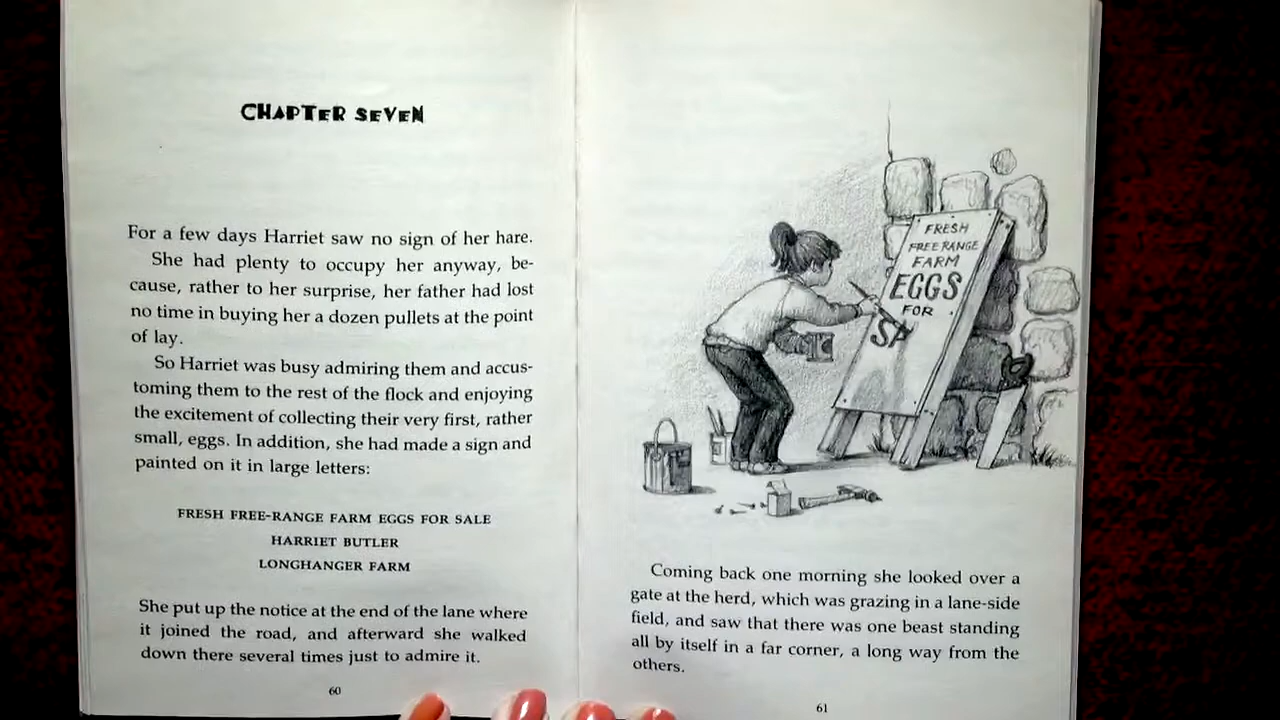 CHAPTER SEVEN
For a few days Harriet saw no sign of her hare.
She had plenty to occupy her anyway, be-
cause, rather to her surprise, her father had lost
no time in buying her a dozen pullets at the point
of lay.
So Harriet was busy admiring them and accus-
toming them to the rest of the flock and enjoying
the excitement of collecting their very first, rather
small, eggs. In addition, she had made a sign and
painted on it in large letters:
FRESH FREE-RANGE FARM EGGS FOR SALE
HARRIET BUTLER
LONGHANGER FARM
She put up the notice at the end of the lane where
it joined the road, and afterward she walked
down there several times just to admire it.
60
FRESH
FREE RANGE
FARM
EGGS
FOR
SA
Coming back one morning she looked over a
gate at the herd, which was grazing in a lane-side
field, and saw that there was one beast standing
all by itself in a far corner, a long way from the
others.
61